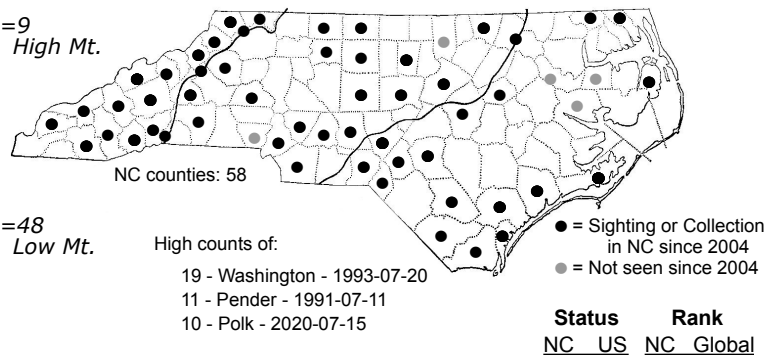 =9
High Mt.
NC counties: 58
=48
Low Mt.
High counts of:
19 - Washington - 1993-07-20
11 - Pender - 1991-07-11
10 - Polk - 2020-07-15
= Sighting or Collection
in NC since 2004
= Not seen since 2004
Status Rank
NC US NC Global